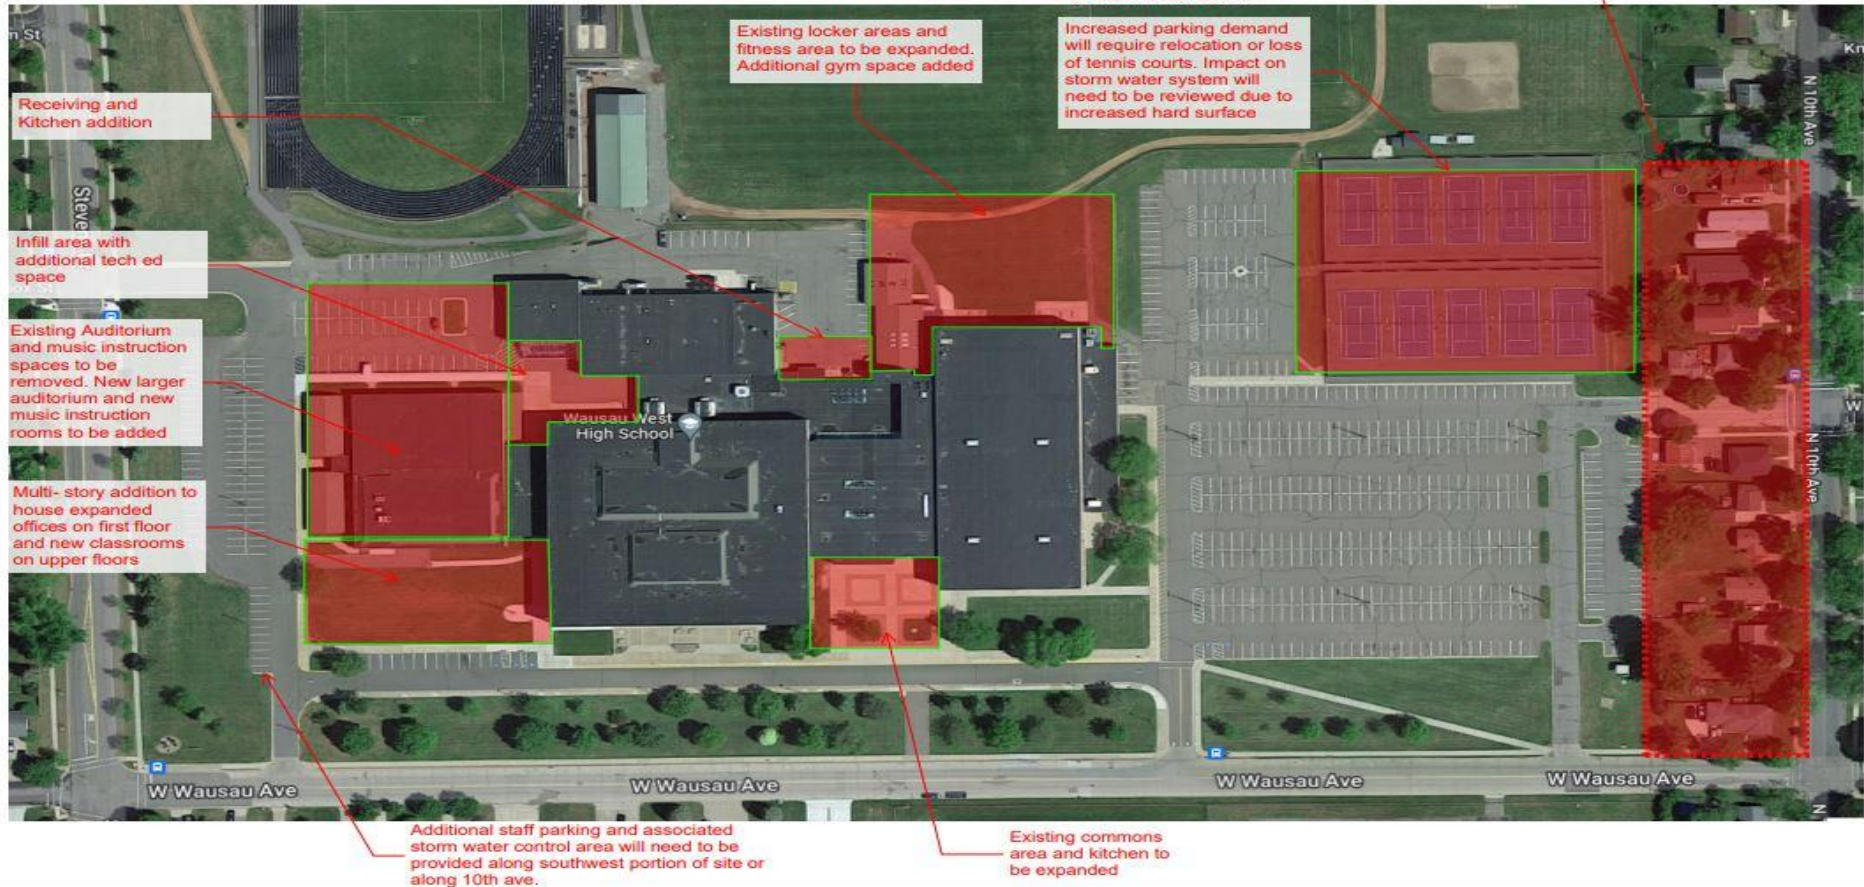 Existing locker areas and
fitness area to be expanded.
Additional gym space added
Increased parking demand
will require relocation or loss
of tennis courts. Impact on
storm water system will
need to be reviewed due to
increased hard surface
Receiving and
Kitchen addition
Infill area with
additional tech ed
space
Existing Auditorium
and music instruction
spaces to be
removed. New larger
auditorium and new
music instruction
rooms to be added
Multi- story addition to
house expanded
offices on first floor
and new classrooms
on upper floors
n St
Steven
Kn
N 10th Ave
W
N 10th Ave
N
Wausau West
High School
W Wausau Ave
W Wausau Ave
W Wausau Ave
W Wausau Ave
Additional staff parking and associated
storm water control area will need to be
provided along southwest portion of site or
along 10th ave.
Existing commons
area and kitchen to
be expanded